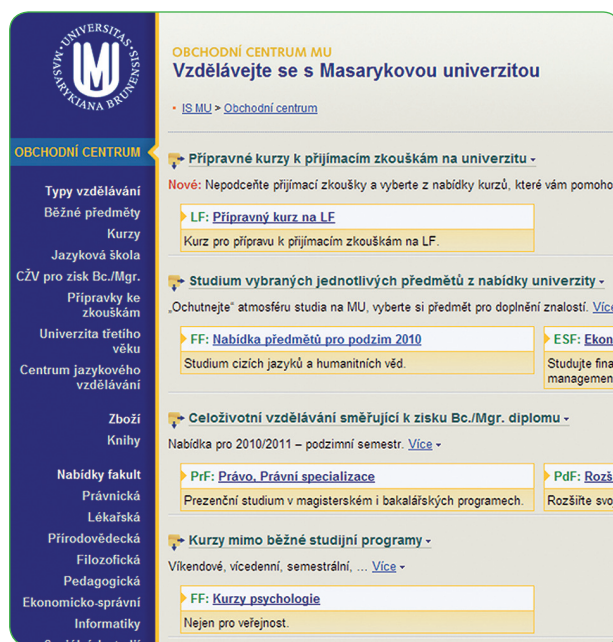 UNIVERSITAS MASARYKIANA BRUNENSIS
MU
OBCHODNÍ CENTRUM
Typy vzdělávání
Běžné předměty
Kurzy
Jazyková škola
CŽV pro zisk Bc./Mgr.
Přípravky ke
zkouškám
Univerzita třetího
věku
Centrum jazykového
vzdělávání
Zboží
Knihy
Nabídky fakult
Právnická
Lékařská
Přírodovědecká
Filozofická
Pedagogická
Ekonomicko-správní
Informatiky
OBCHODNÍ CENTRUM MU
Vzdělávejte se s Masarykovou univerzitou
IS MU > Obchodní centrum
Přípravné kurzy k přijímacím zkouškám na univerzitu
Nové: Nepodceňte přijímací zkoušky a vyberte z nabídky kurzů, které vám pomoho
LF: Přípravný kurz na LF
Kurz pro přípravu k přijímacím zkouškám na LF.
Studium vybraných jednotlivých předmětů z nabídky univerzity
„Ochutnejte“ atmosféru studia na MU, vyberte si předmět pro doplnění znalostí. Více
FF: Nabídka předmětů pro podzim 2010
Studium cizích jazyků a humanitních věd.
ESF: Ekon
Studujte fina
managemen
Celoživotní vzdělávání směřující k zisku Bc./Mgr. diplomu
Nabídka pro 2010/2011 – podzimní semestr. Více
PrF: Právo, Právní specializace
Prezenční studium v magisterském i bakalářských programech.
PdF: Rozš
Rozšiřte svo
Kurzy mimo běžné studijní programy
Víkendové, vícedenní, semestrální, ... Více
FF: Kurzy psychologie
Nejen pro veřejnost.